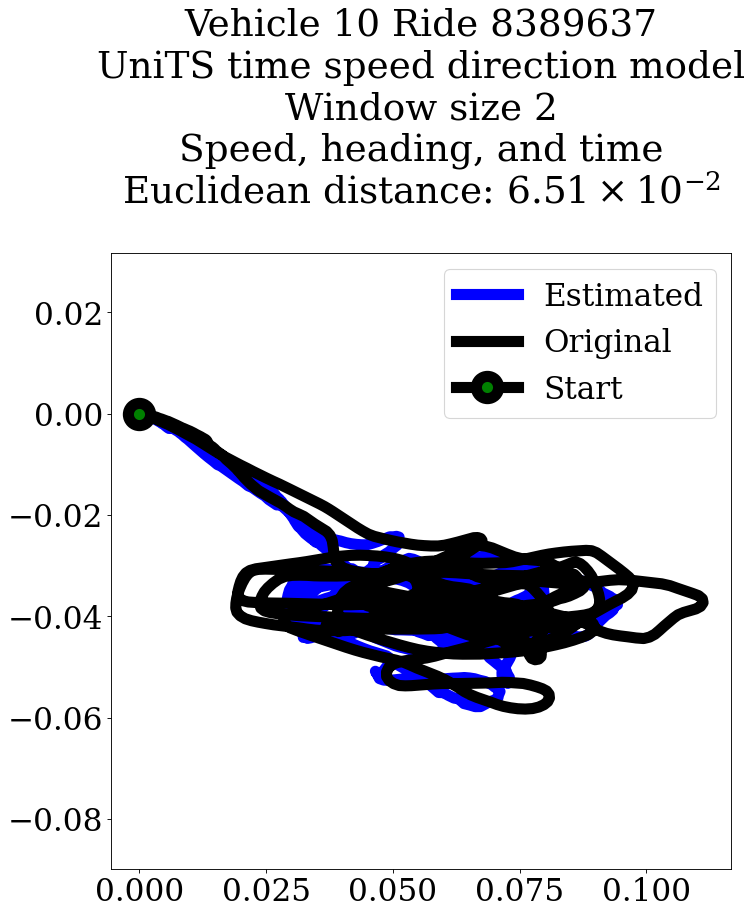 Vehicle 10 Ride 8389637
UniTS time speed direction model
Window size 2
Speed, heading, and time
Euclidean distance: 6.51 × 10⁻²
Estimated
Original
Start
0.02
0.00
−0.02
−0.04
−0.06
−0.08
0.000 0.025 0.050 0.075 0.100